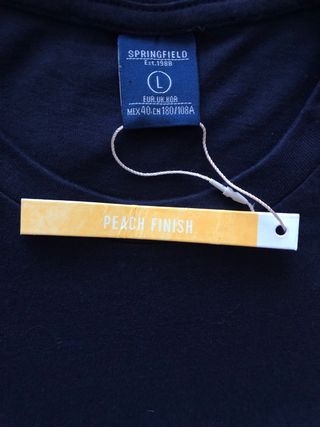 SPRINGFIELD
Est.1988
L
EUR.UK.KOR
MEX 40.CN 180/108A
PEACH FINISH